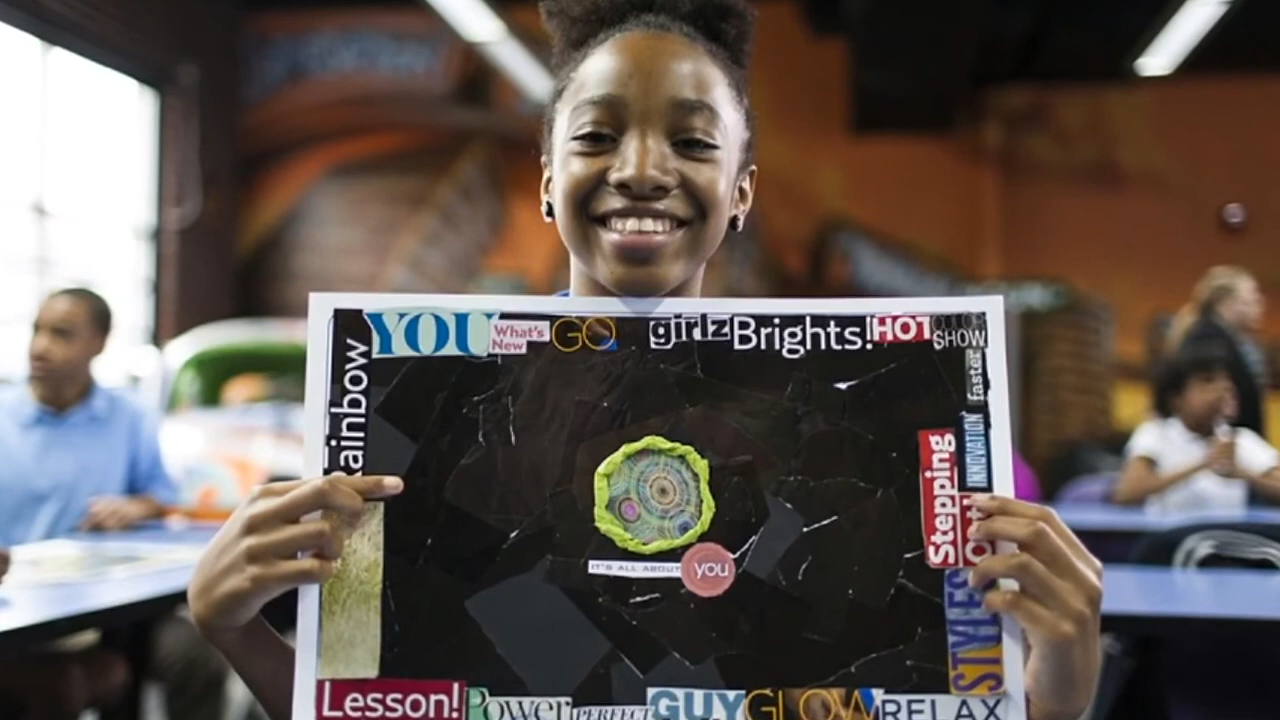 YOU What's New GO girlz Brights! HOT COLOR SHOW
Rainbow
faster
INNOVATION
Stepping Out!
IT'S ALL ABOUT you
STYLES
Lesson! Power PERFECT GUY GLOW RELAX